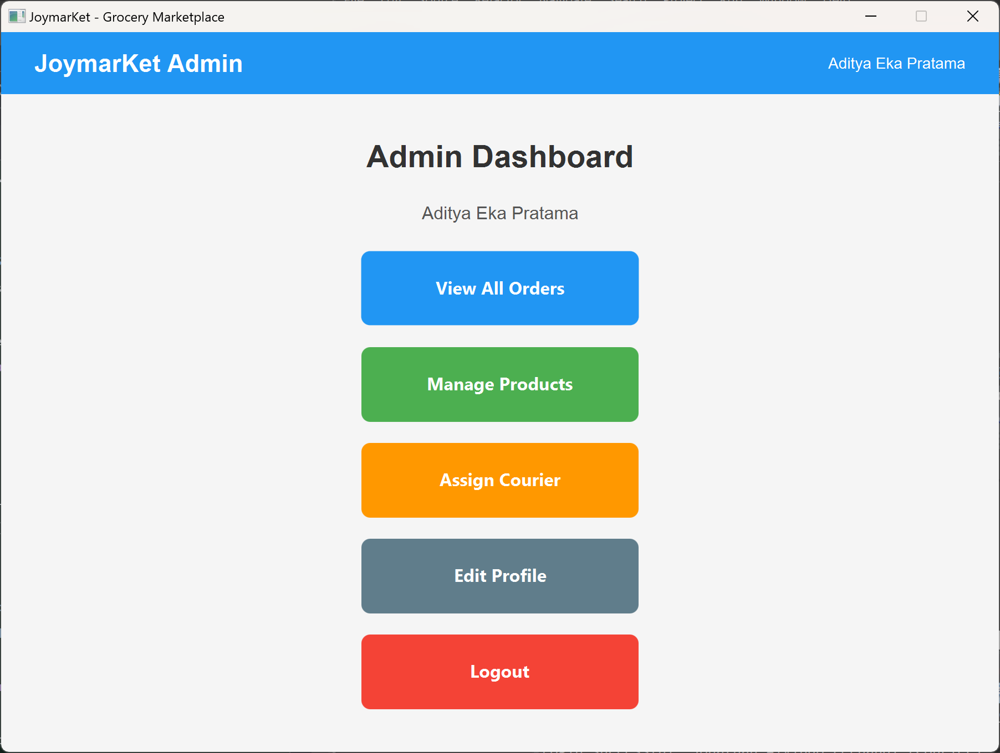 JoymarKet - Grocery Marketplace
JoymarKet Admin
Aditya Eka Pratama
Admin Dashboard
Aditya Eka Pratama
View All Orders
Manage Products
Assign Courier
Edit Profile
Logout